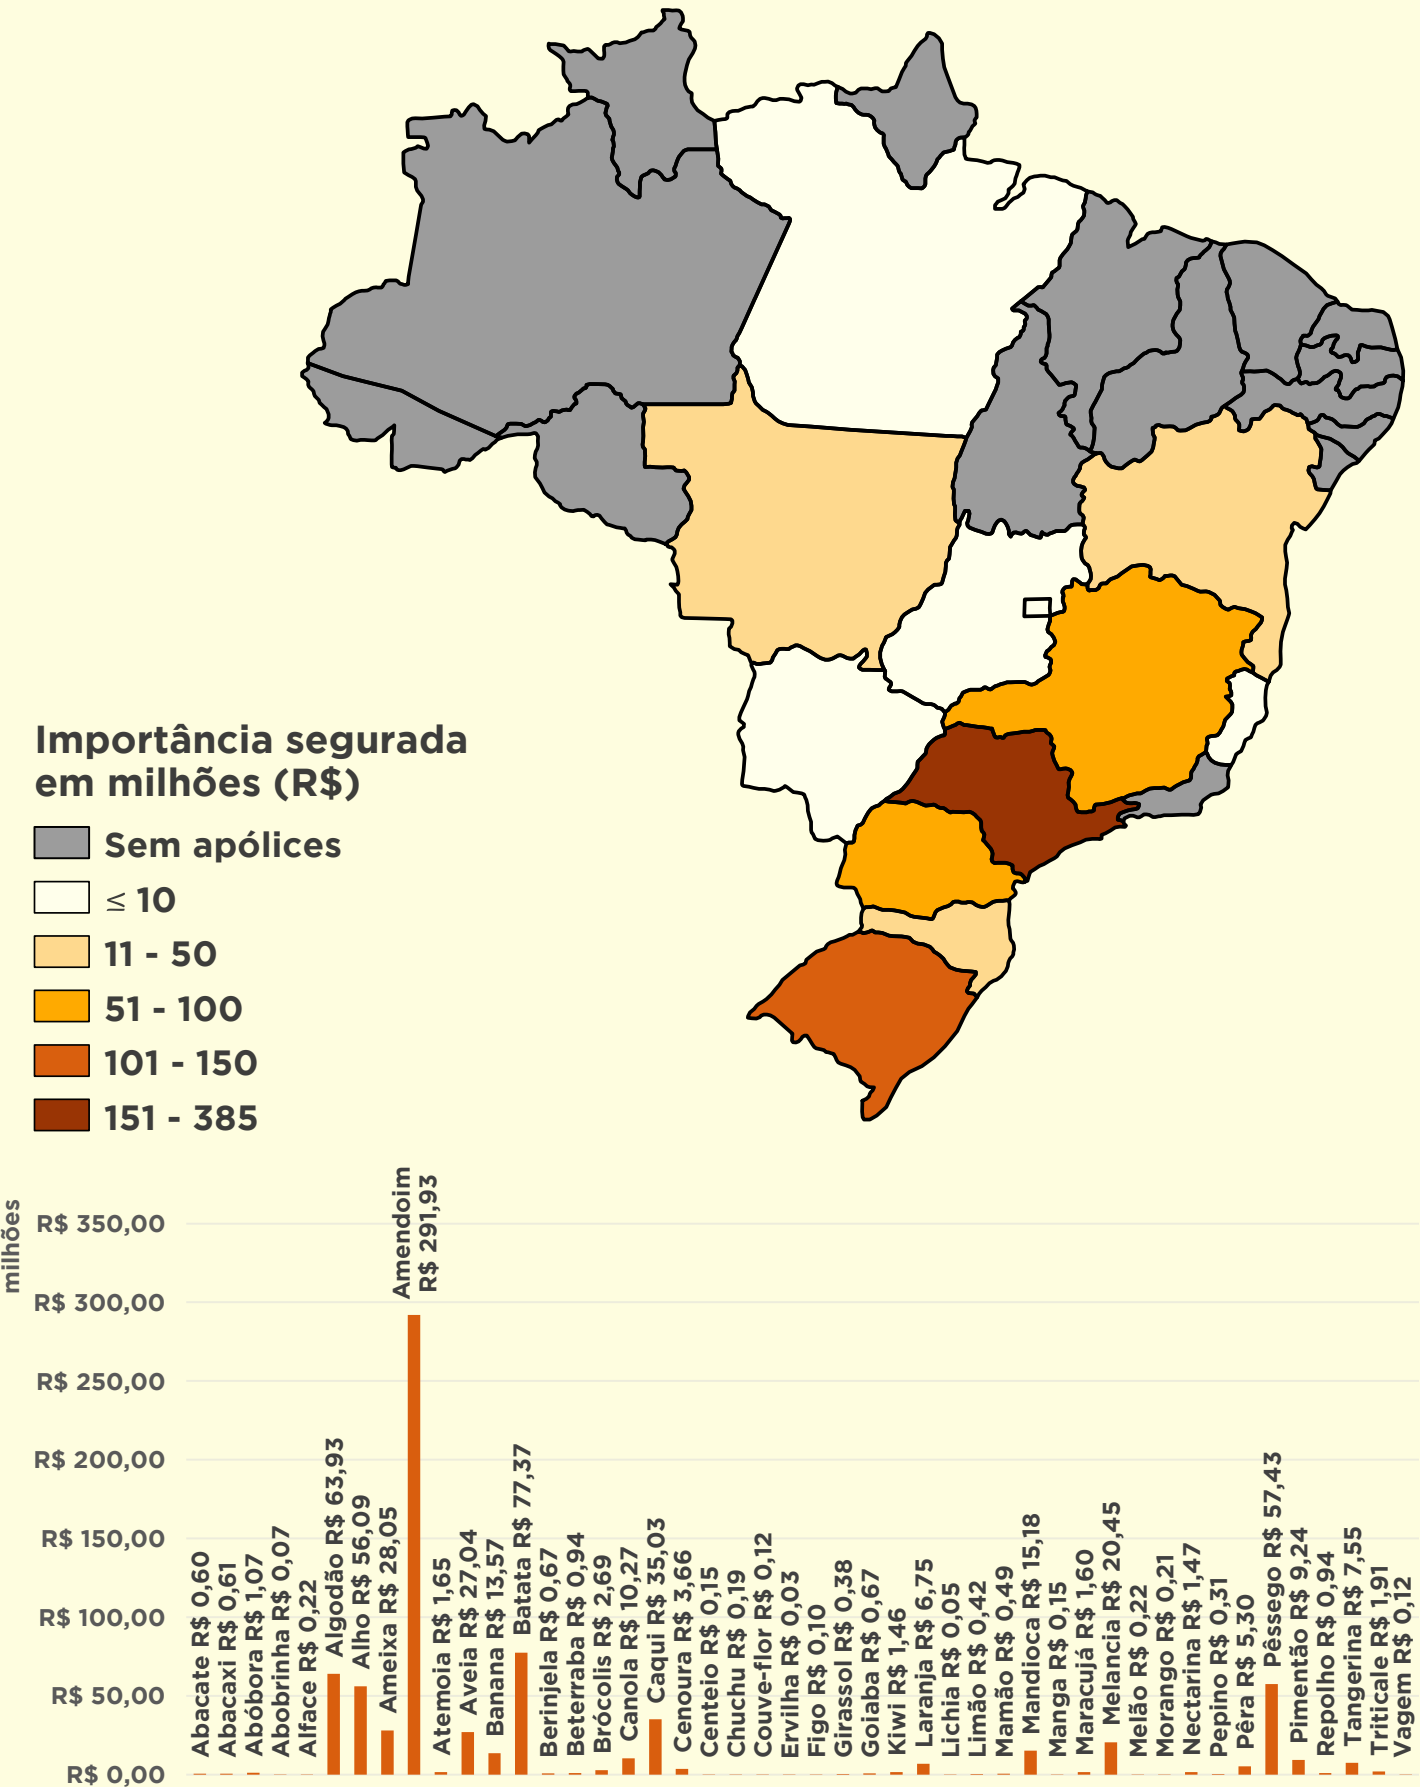 Importância segurada
em milhões (R$)
Sem apólices
≤ 10
11 - 50
51 - 100
101 - 150
151 - 385
milhões
R$ 350,00
R$ 300,00
R$ 250,00
R$ 200,00
R$ 150,00
R$ 100,00
R$ 50,00
R$ 0,00
Abacate R$ 0,60
Abacaxi R$ 0,61
Abóbora R$ 1,07
Abobrinha R$ 0,07
Alface R$ 0,22
Algodão R$ 63,93
Alho R$ 56,09
Ameixa R$ 28,05
Amendoim
R$ 291,93
Atemoia R$ 1,65
Aveia R$ 27,04
Banana R$ 13,57
Batata R$ 77,37
Berinjela R$ 0,67
Beterraba R$ 0,94
Brócolis R$ 2,69
Canola R$ 10,27
Caqui R$ 35,03
Cenoura R$ 3,66
Centeio R$ 0,15
Chuchu R$ 0,19
Couve-flor R$ 0,12
Ervilha R$ 0,03
Figo R$ 0,10
Girassol R$ 0,38
Goiaba R$ 0,67
Kiwi R$ 1,46
Laranja R$ 6,75
Lichia R$ 0,05
Limão R$ 0,42
Mamão R$ 0,49
Mandioca R$ 15,18
Manga R$ 0,15
Maracujá R$ 1,60
Melancia R$ 20,45
Melão R$ 0,22
Morango R$ 0,21
Nectarina R$ 1,47
Pepino R$ 0,31
Pêra R$ 5,30
Pêssego R$ 57,43
Pimentão R$ 9,24
Repolho R$ 0,94
Tangerina R$ 7,55
Triticale R$ 1,91
Vagem R$ 0,12